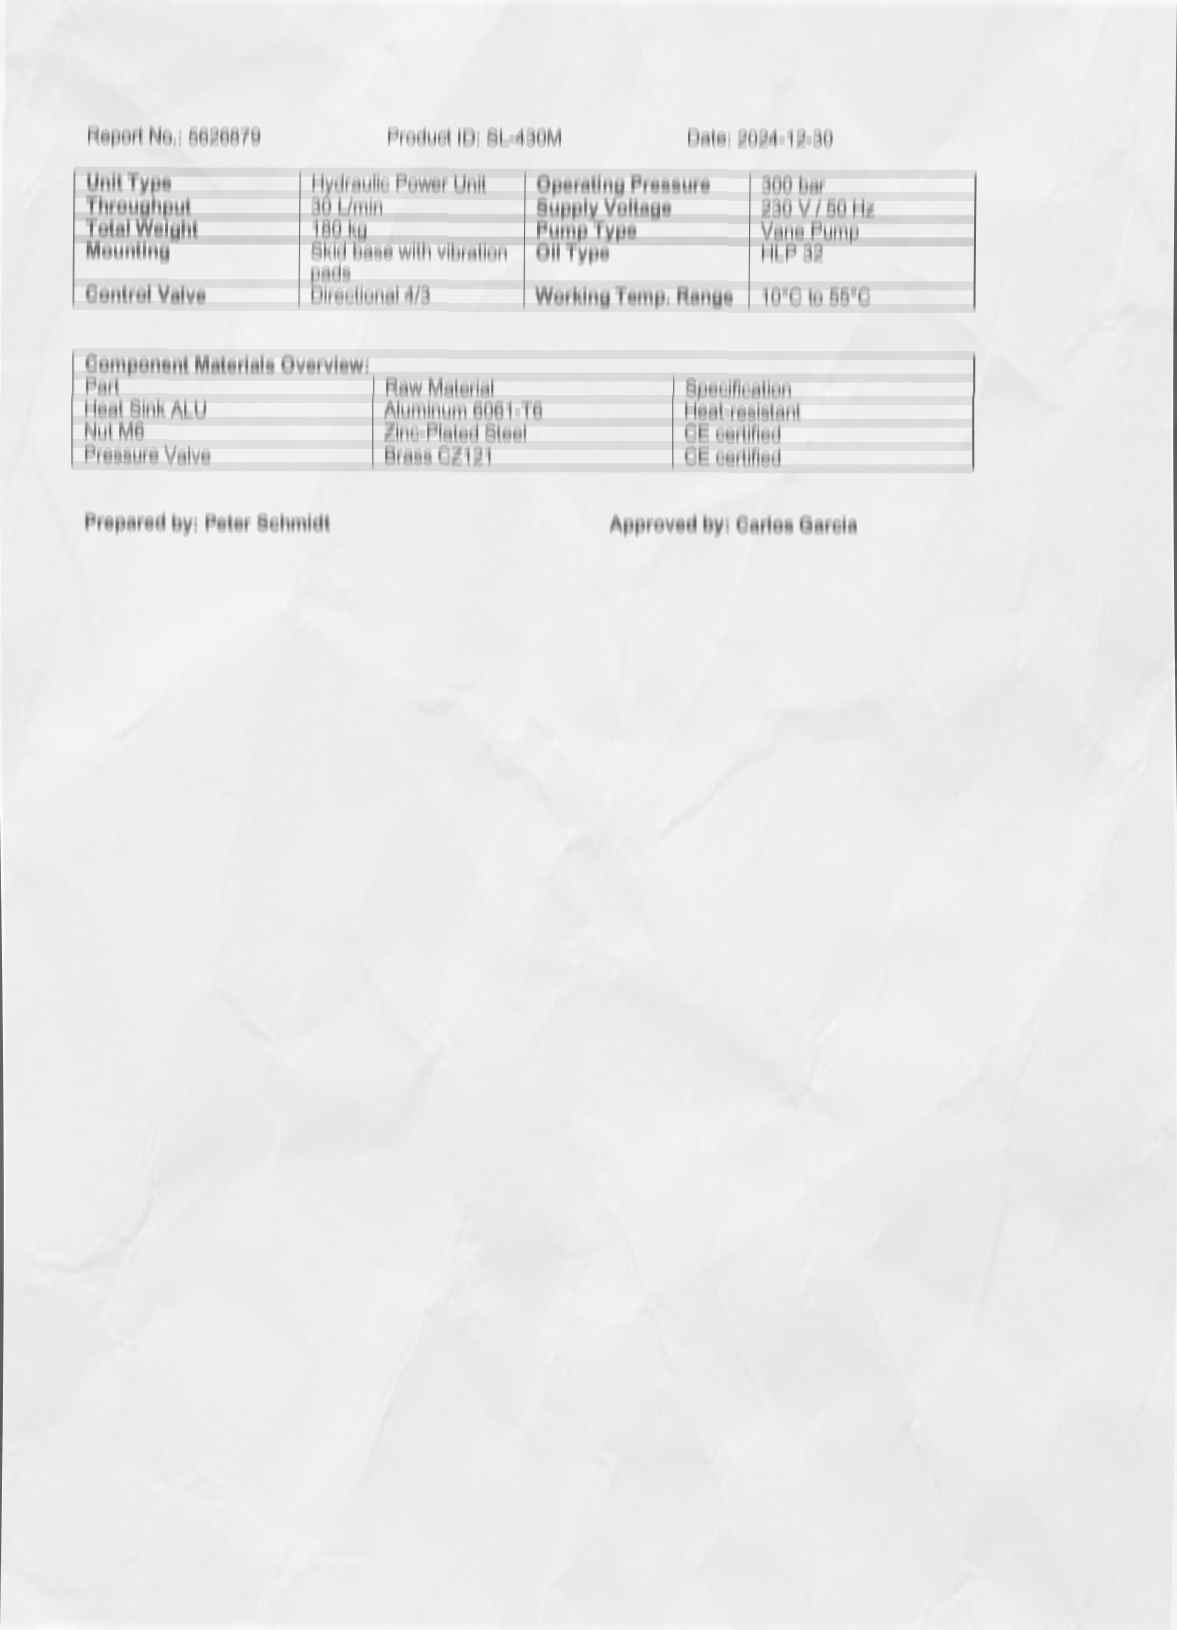 Report No.: 5626879 Product ID: SL-430M Date: 2024-12-30
Unit Type Hydraulic Power Unit Operating Pressure 300 bar
Throughput 30 L/min Supply Voltage 230 V / 50 Hz
Total Weight 180 kg Pump Type Vane Pump
Mounting Skid base with vibration pads Oil Type HLP 32
Control Valve Directional 4/3 Working Temp. Range 10°C to 55°C
Component Materials Overview:
Part Raw Material Specification
Heat Sink ALU Aluminum 6061-T6 Heat-resistant
Nut M6 Zinc-Plated Steel CE certified
Pressure Valve Brass CZ121 CE certified
Prepared by: Peter Schmidt Approved by: Carlos Garcia